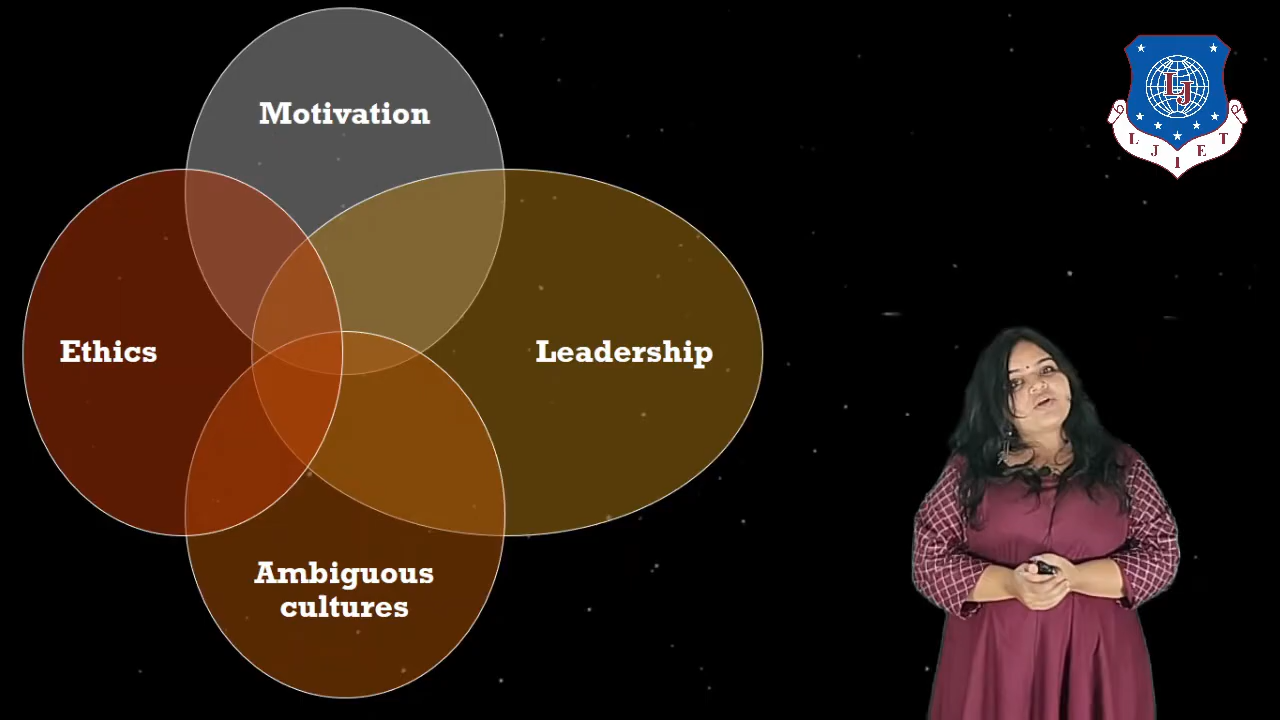 Motivation
Ethics
Leadership
Ambiguous
cultures
LJ
L J I E T